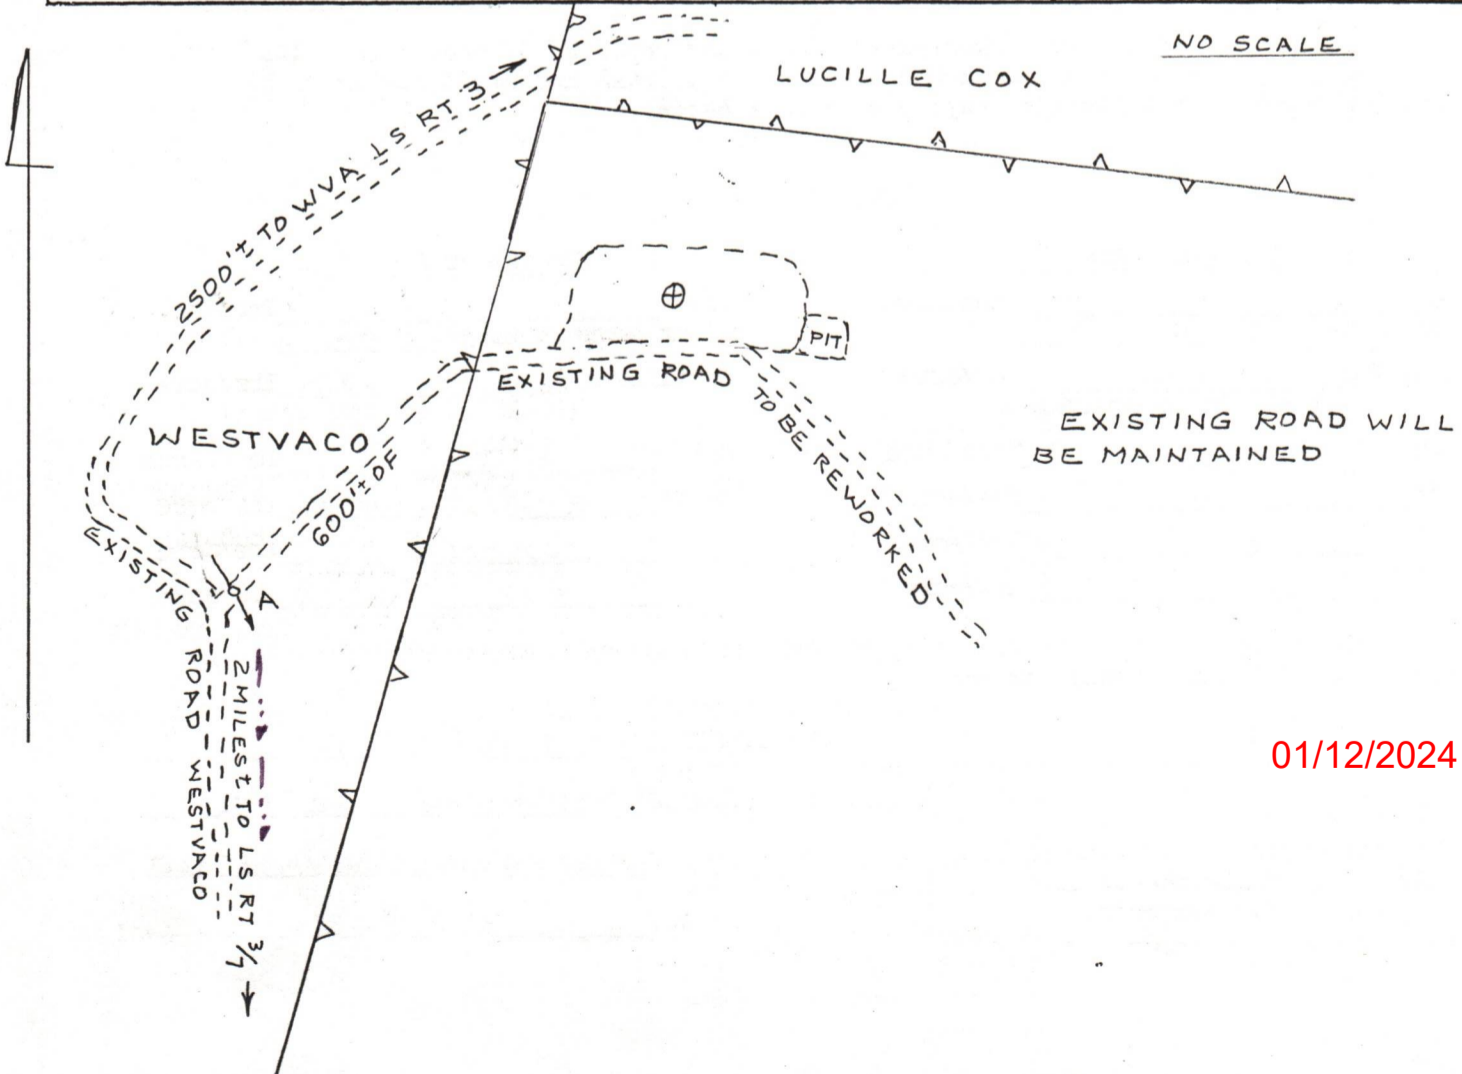 NO SCALE
LUCILLE COX
2500'± TO WVA LS RT 3
PIT
EXISTING ROAD
TO BE REWORKED
EXISTING ROAD WILL
BE MAINTAINED
WESTVACO
600'± OF
A
EXISTING ROAD WESTVACO
2 MILES± TO LS RT 3/7
01/12/2024